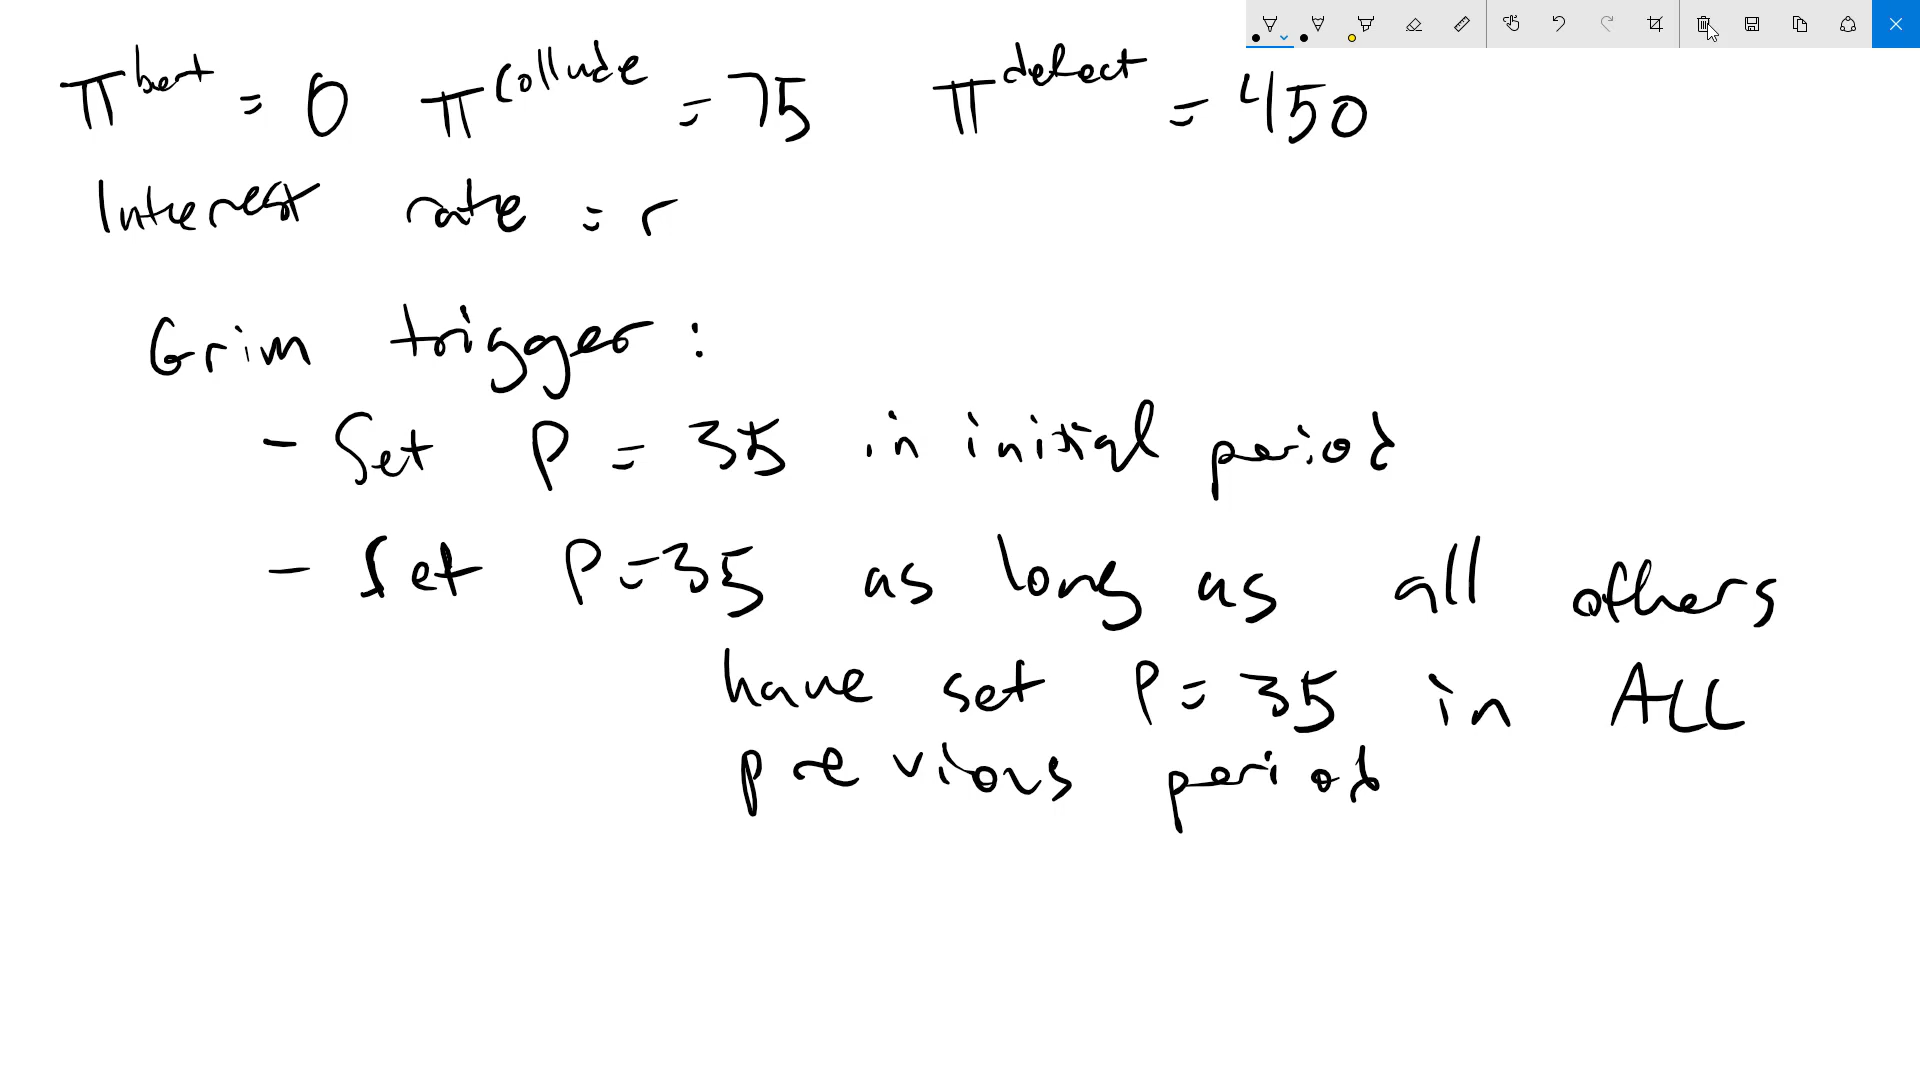 π^bert = 0 π^collude = 75 π^defect = 450
Interest rate = r
Grim trigger :
- Set P = 35 in initial period
- Set P = 35 as long as all others
have set P = 35 in ALL
previous period